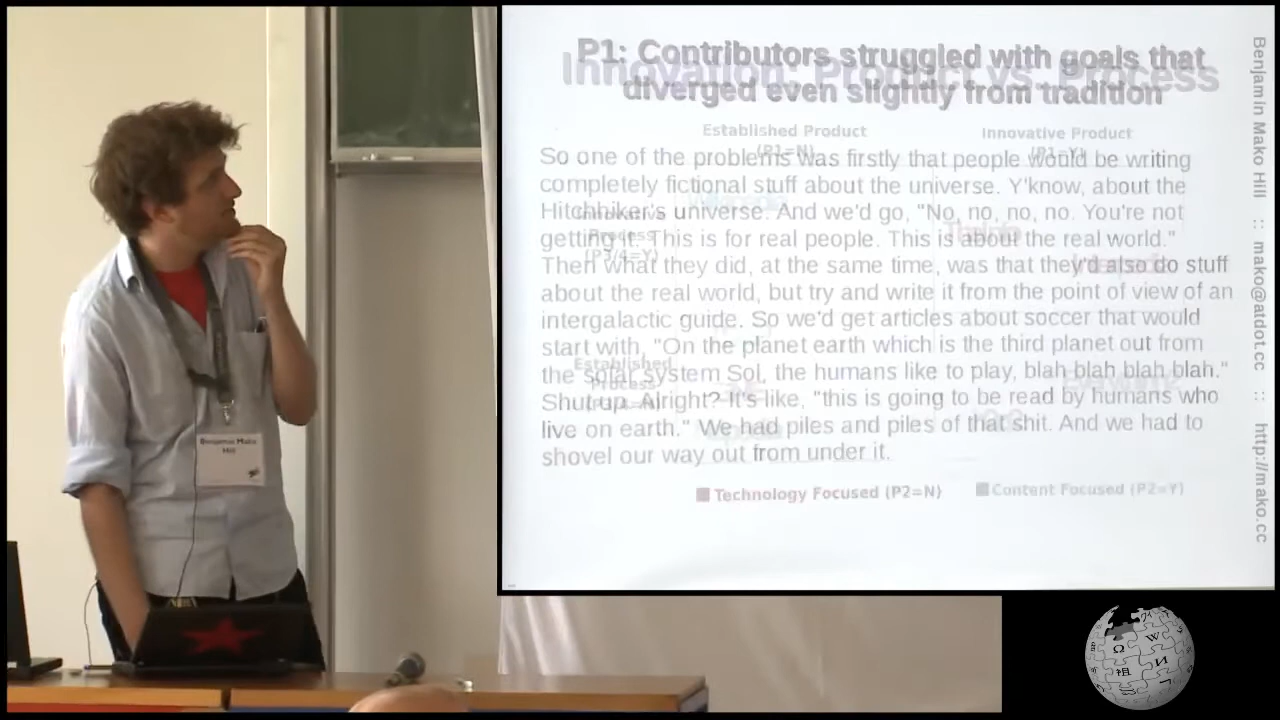 P1: Contributors struggled with goals that
diverged even slightly from tradition
Innovation: Product vs. Process
Established Product
(P1=N)
Innovative Product
(P1=Y)
So one of the problems was firstly that people would be writing
completely fictional stuff about the universe. Y'know, about the
Hitchhiker's universe. And we'd go, "No, no, no, no. You're not
getting it. This is for real people. This is about the real world."
Then what they did, at the same time, was that they'd also do stuff
about the real world, but try and write it from the point of view of an
intergalactic guide. So we'd get articles about soccer that would
start with, "On the planet earth which is the third planet out from
the solar system Sol, the humans like to play, blah blah blah blah."
Shut up. Alright? It's like, "this is going to be read by humans who
live on earth." We had piles and piles of that shit. And we had to
shovel our way out from under it.
Innovative
Process
(P3/4=Y)
Established
Process
(P3/4=N)
Technology Focused (P2=N)
Content Focused (P2=Y)
Benjamin Mako Hill :: mako@atdot.cc :: http://mako.cc
Benjamin Mako
Hill
Ω W
И
祖